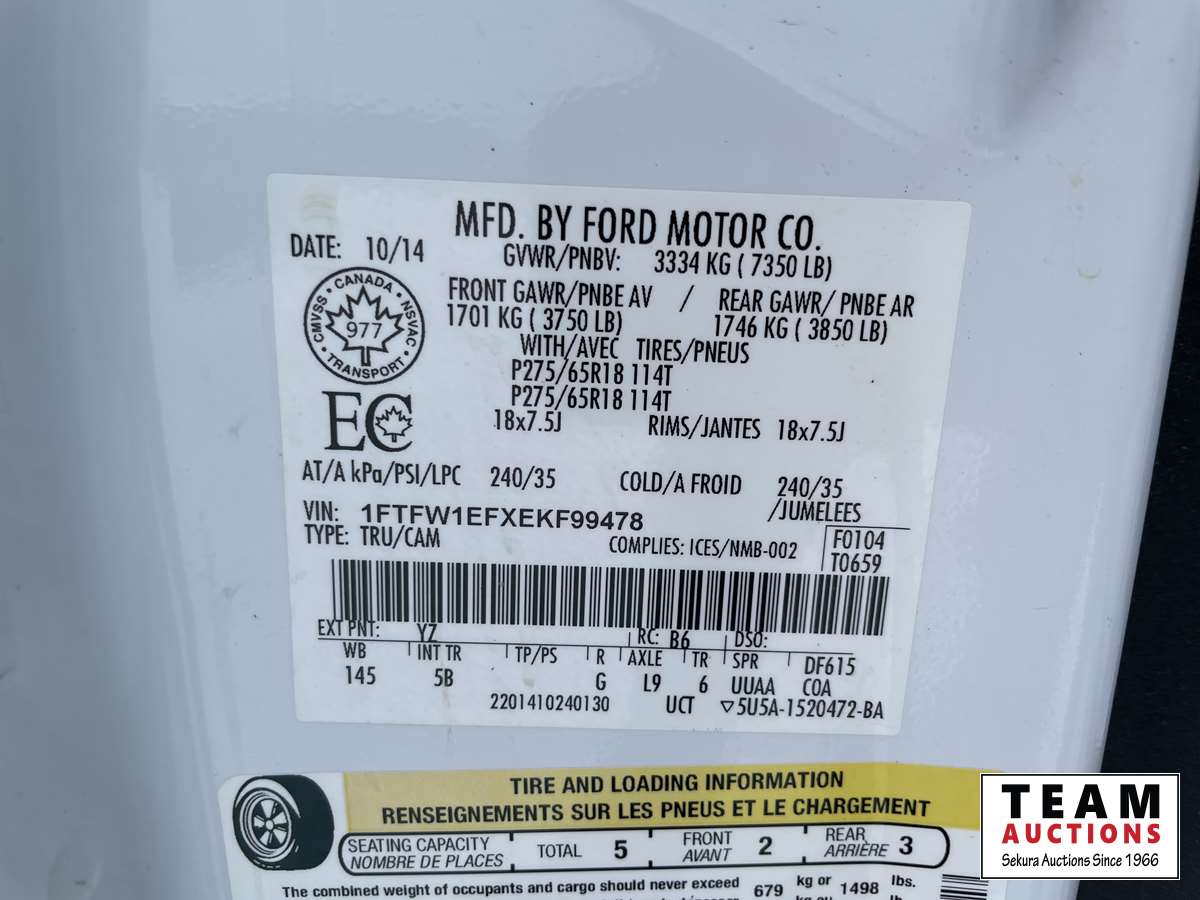 MFD. BY FORD MOTOR CO.
DATE: 10/14 GVWR/PNBV: 3334 KG ( 7350 LB)
FRONT GAWR/PNBE AV / REAR GAWR/ PNBE AR
1701 KG ( 3750 LB) 1746 KG ( 3850 LB)
WITH/AVEC TIRES/PNEUS
P275/65R18 114T
P275/65R18 114T
18x7.5J RIMS/JANTES 18x7.5J
CMVSS · CANADA · NSVAC · TRANSPORT
977
EC
AT/A kPa/PSI/LPC 240/35 COLD/A FROID 240/35
/JUMELEES
VIN: 1FTFW1EFXEKF99478
TYPE: TRU/CAM COMPLIES: ICES/NMB-002 F0104
T0659
EXT PNT: YZ RC: B6 DSO:
WB INT TR TP/PS R AXLE TR SPR DF615
145 5B G L9 6 UUAA COA
2201410240130 UCT ▽5U5A-1520472-BA
TIRE AND LOADING INFORMATION
RENSEIGNEMENTS SUR LES PNEUS ET LE CHARGEMENT
SEATING CAPACITY TOTAL 5 FRONT 2 REAR 3
NOMBRE DE PLACES AVANT ARRIÈRE
The combined weight of occupants and cargo should never exceed 679 kg or 1498 lbs.
TEAM
AUCTIONS
Sekura Auctions Since 1966